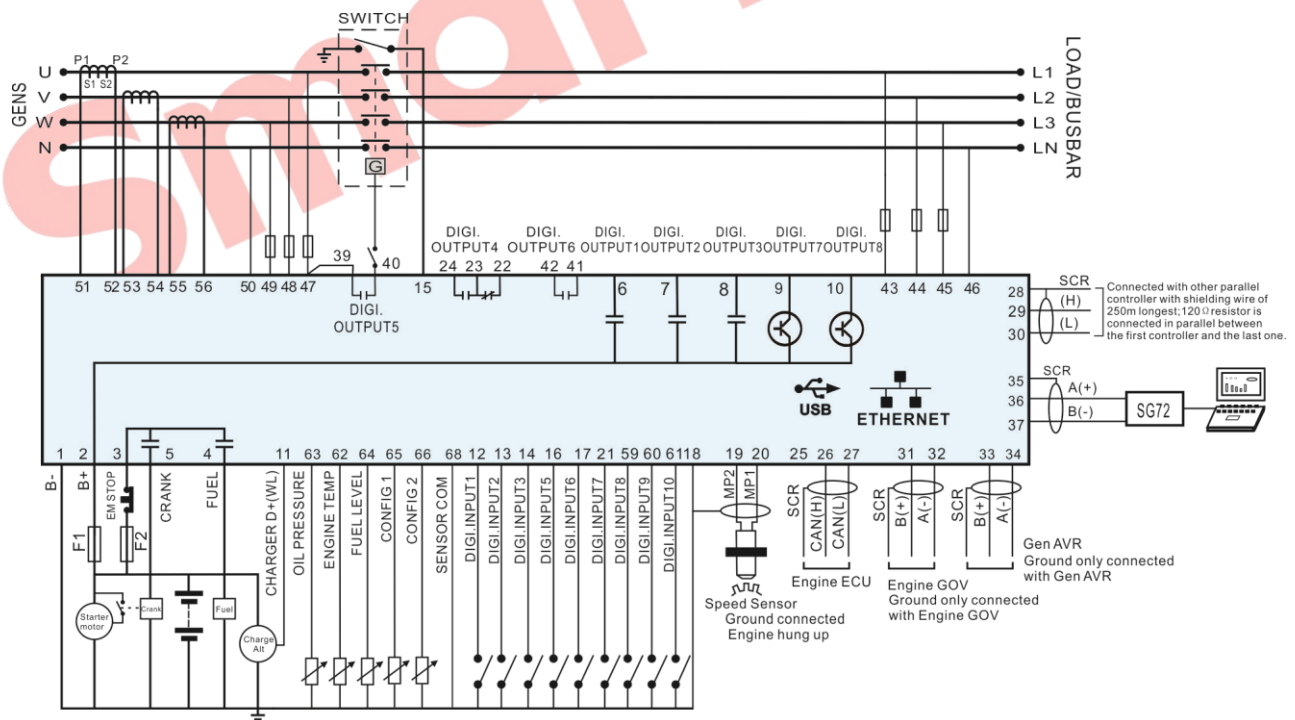 Smar
SWITCH
GENS
U
V
W
N
P1
P2
S1 S2
L1
L2
L3
LN
LOAD/BUSBAR
G
39
40
DIGI.
OUTPUT4
24 23 22
DIGI.
OUTPUT6
42 41
DIGI.
OUTPUT1
DIGI.
OUTPUT2
DIGI.
OUTPUT3
DIGI.
OUTPUT7
DIGI.
OUTPUT8
51 52 53 54 55 56 50 49 48 47
15
6 7 8 9 10
43 44 45 46
DIGI.
OUTPUT5
28
29
30
SCR
(H)
(L)
Connected with other parallel
controller with shielding wire of
250m longest;120Ω resistor is
connected in parallel between
the first controller and the last one.
35
36
37
SCR
A(+)
B(-)
SG72
USB
ETHERNET
1 2 3 5 4 11 63 62 64 65 66 68 12 13 14 16 17 21 59 60 61 18 19 20 25 26 27 31 32 33 34
B-
B+
EM STOP
CRANK
FUEL
CHARGER D+(WL)
OIL PRESSURE
ENGINE TEMP
FUEL LEVEL
CONFIG 1
CONFIG 2
SENSOR COM
DIGI.INPUT1
DIGI.INPUT2
DIGI.INPUT3
DIGI.INPUT5
DIGI.INPUT6
DIGI.INPUT7
DIGI.INPUT8
DIGI.INPUT9
DIGI.INPUT10
MP2
MP1
SCR
CAN(H)
CAN(L)
SCR
B(+)
A(-)
SCR
B(+)
A(-)
F1
F2
Starter
motor
Crank
Fuel
Charge
Alt
Speed Sensor
Ground connected
Engine hung up
Engine ECU
Engine GOV
Ground only connected
with Engine GOV
Gen AVR
Ground only connected
with Gen AVR